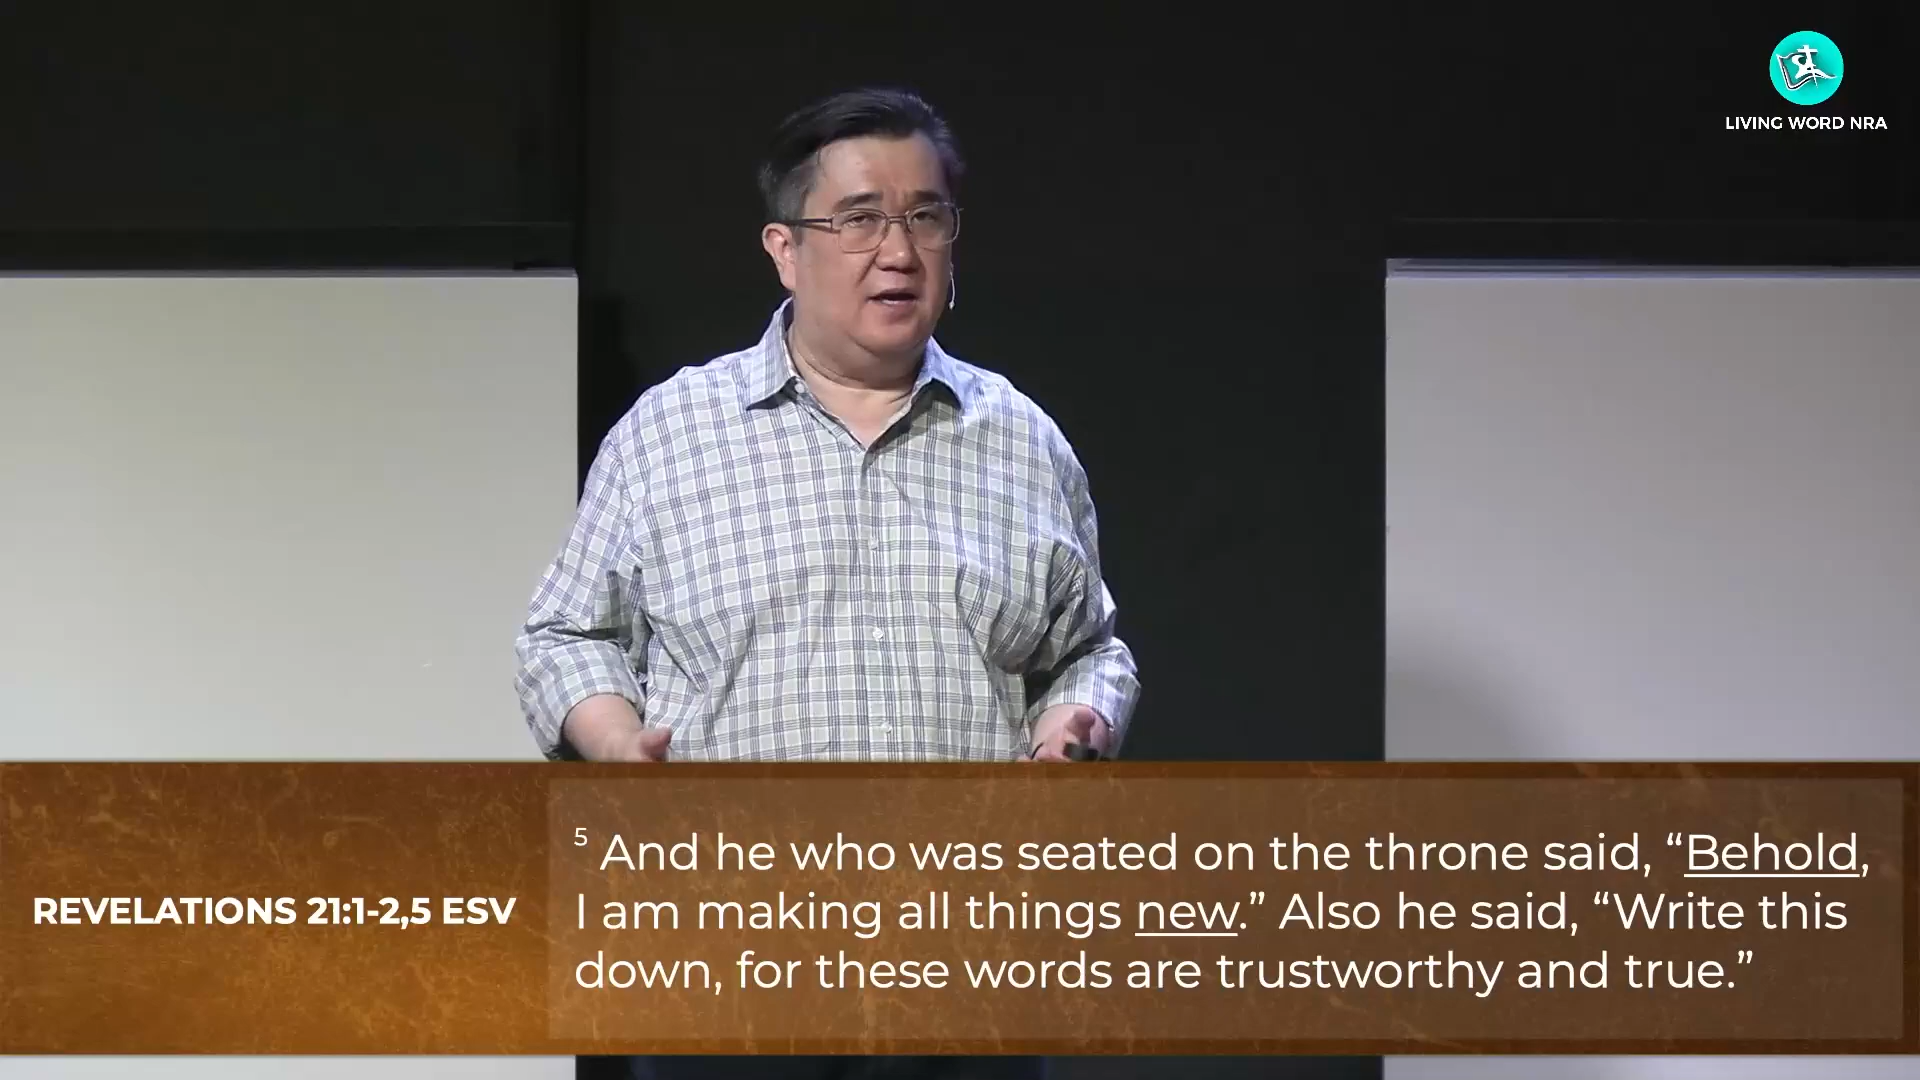 LIVING WORD NRA
REVELATIONS 21:1-2,5 ESV
5 And he who was seated on the throne said, “Behold,
I am making all things new.” Also he said, “Write this
down, for these words are trustworthy and true.”